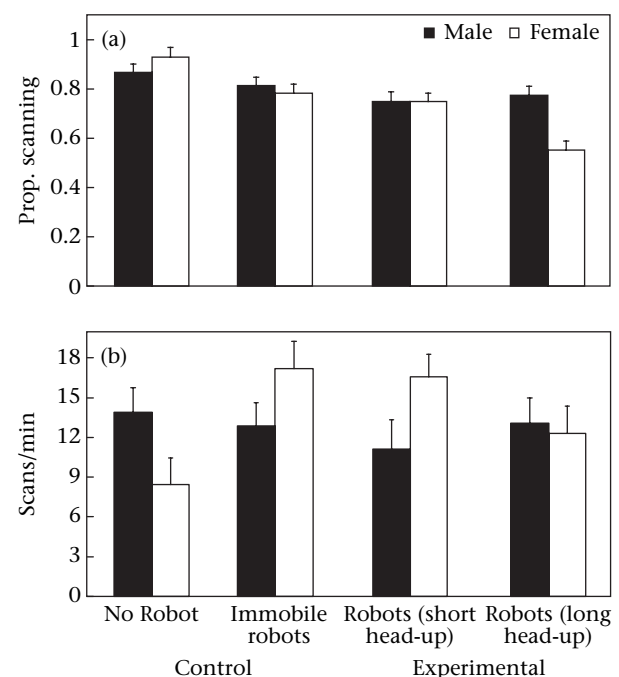 (a)
Male Female
Prop. scanning
1
0.8
0.6
0.4
0.2
0
(b)
Scans/min
18
15
12
9
6
3
0
No Robot Immobile robots Robots (short head-up) Robots (long head-up)
Control Experimental